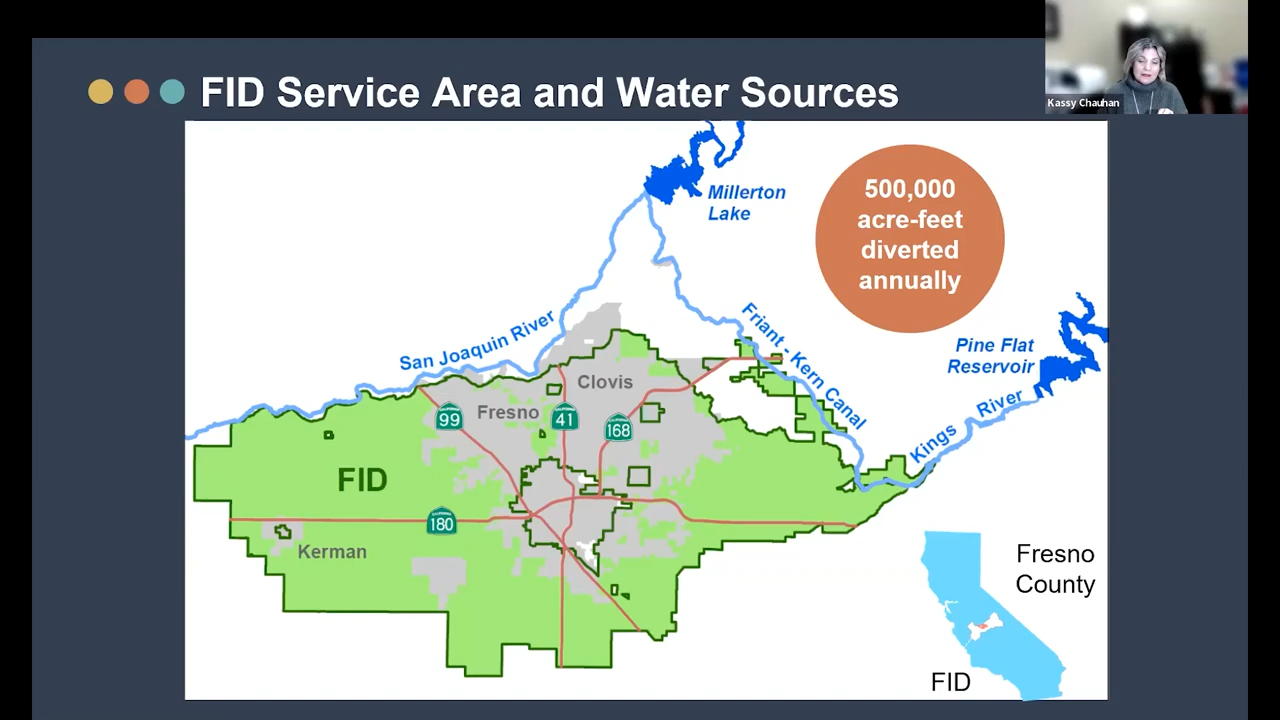 Kassy Chauhan
FID Service Area and Water Sources
Millerton
Lake
500,000
acre-feet
diverted
annually
San Joaquin River
Friant - Kern Canal
Pine Flat
Reservoir
Kings River
Clovis
Fresno
99
41
168
FID
180
Kerman
Fresno
County
FID